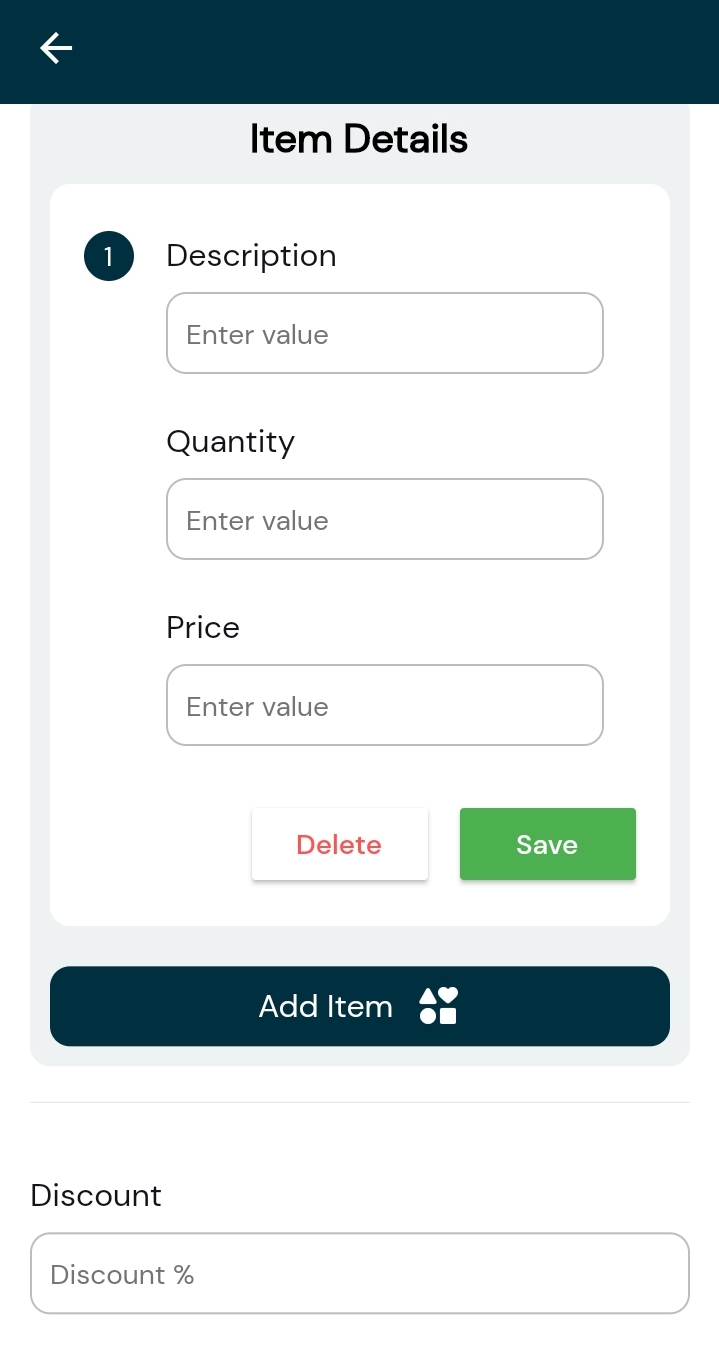 Item Details
1
Description
Enter value
Quantity
Enter value
Price
Enter value
Delete
Save
Add Item
Discount
Discount %